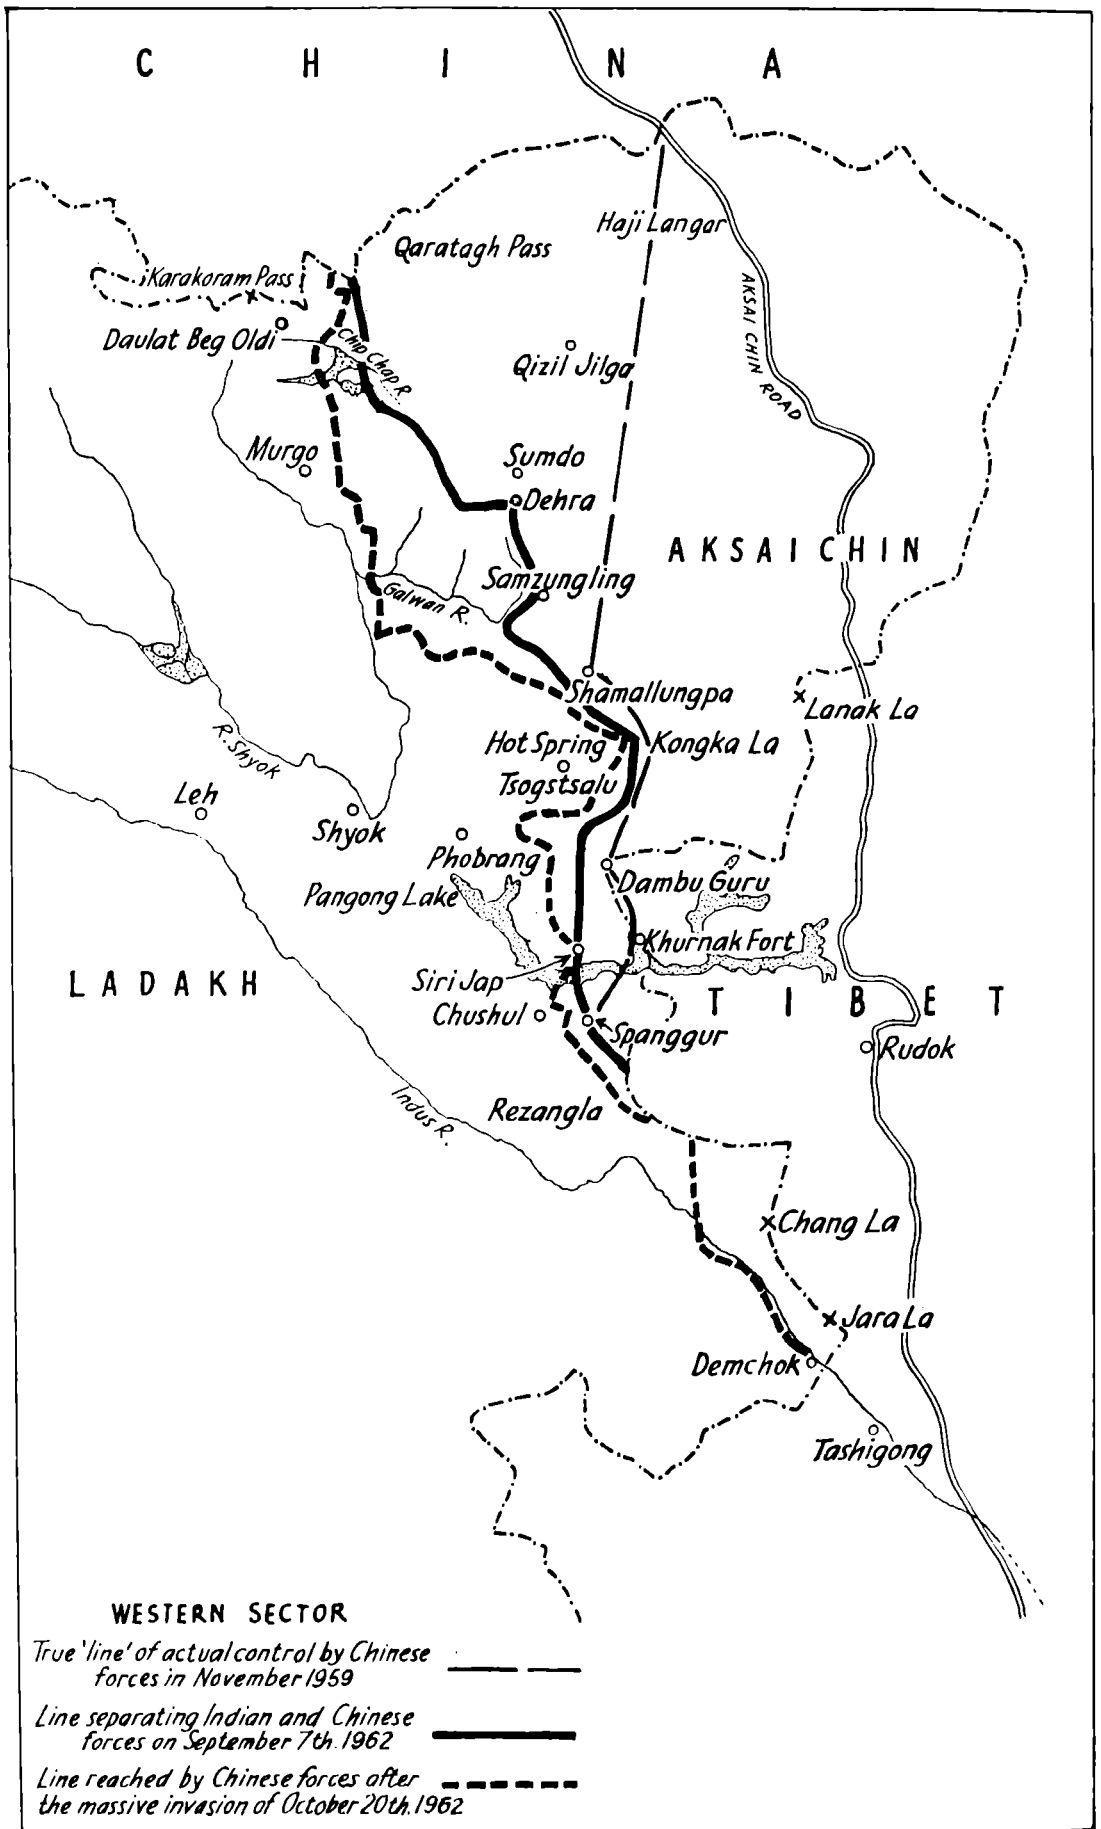 CHINA
Haji Langar
Qaratagh Pass
Karakoram Pass
AKSAI CHIN ROAD
Daulat Beg Oldi
Chip Chap R.
Qizil Jilga
Murgo
Sumdo
Dehra
AKSAI CHIN
Samzungling
Galwan R.
Shamallungpa
Lanak La
R. Shyok
Hot Spring
Kongka La
Tsogstsalu
Leh
Shyok
Phobrang
Dambu Guru
Pangong Lake
Khurnak Fort
LADAKH
Siri Jap
TIBET
Chushul
Spanggur
Rudok
Indus R.
Rezangla
Chang La
Jara La
Demchok
Tashigong
WESTERN SECTOR
True 'line' of actual control by Chinese
forces in November 1959
Line separating Indian and Chinese
forces on September 7th. 1962
Line reached by Chinese forces after
the massive invasion of October 20th. 1962